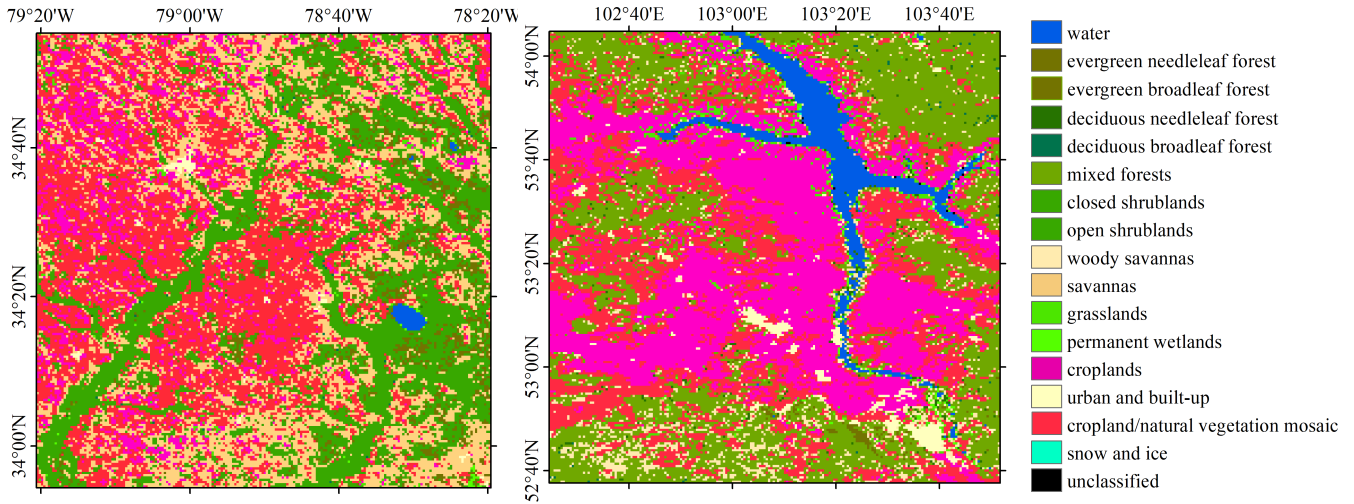 79°20'W 79°00'W 78°40'W 78°20'W
34°40'N
34°20'N
34°00'N
102°40'E 103°00'E 103°20'E 103°40'E
54°00'N
53°40'N
53°20'N
53°00'N
52°40'N
water
evergreen needleleaf forest
evergreen broadleaf forest
deciduous needleleaf forest
deciduous broadleaf forest
mixed forests
closed shrublands
open shrublands
woody savannas
savannas
grasslands
permanent wetlands
croplands
urban and built-up
cropland/natural vegetation mosaic
snow and ice
unclassified